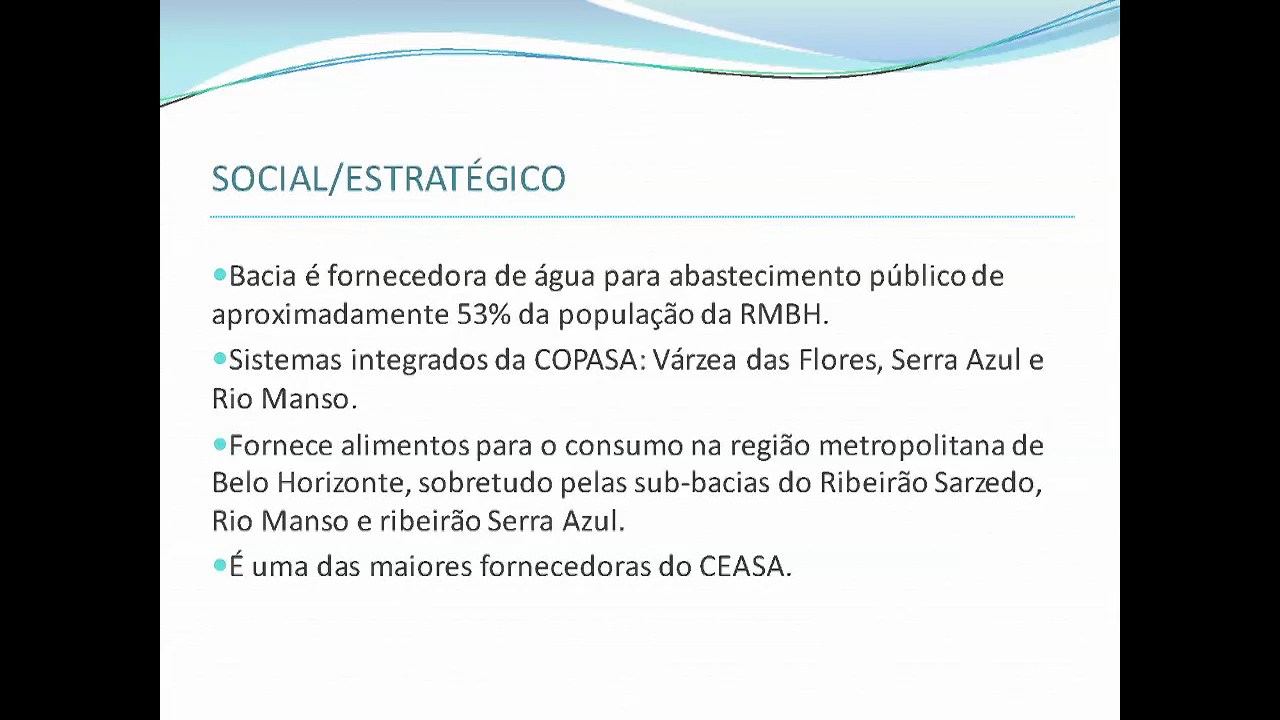 SOCIAL/ESTRATÉGICO
•Bacia é fornecedora de água para abastecimento público de
aproximadamente 53% da população da RMBH.
•Sistemas integrados da COPASA: Várzea das Flores, Serra Azul e
Rio Manso.
•Fornece alimentos para o consumo na região metropolitana de
Belo Horizonte, sobretudo pelas sub-bacias do Ribeirão Sarzedo,
Rio Manso e ribeirão Serra Azul.
•É uma das maiores fornecedoras do CEASA.